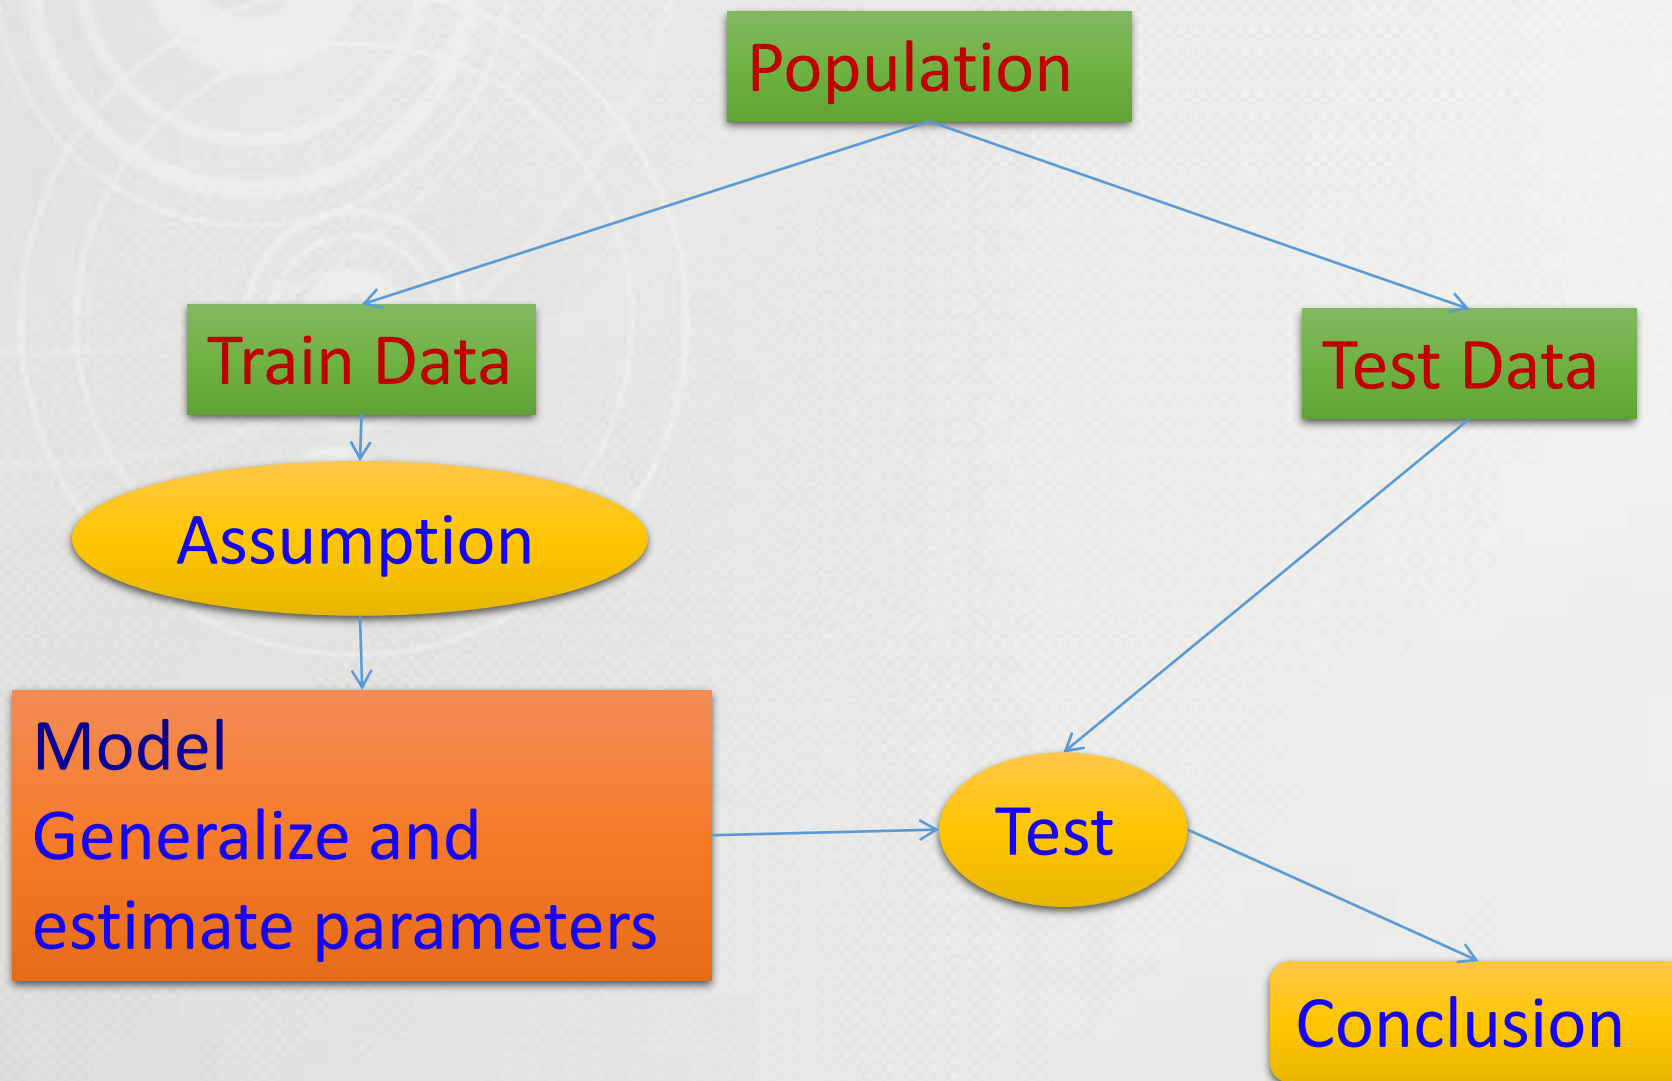 Population
Train Data
Test Data
Assumption
Model
Generalize and
estimate parameters
Test
Conclusion